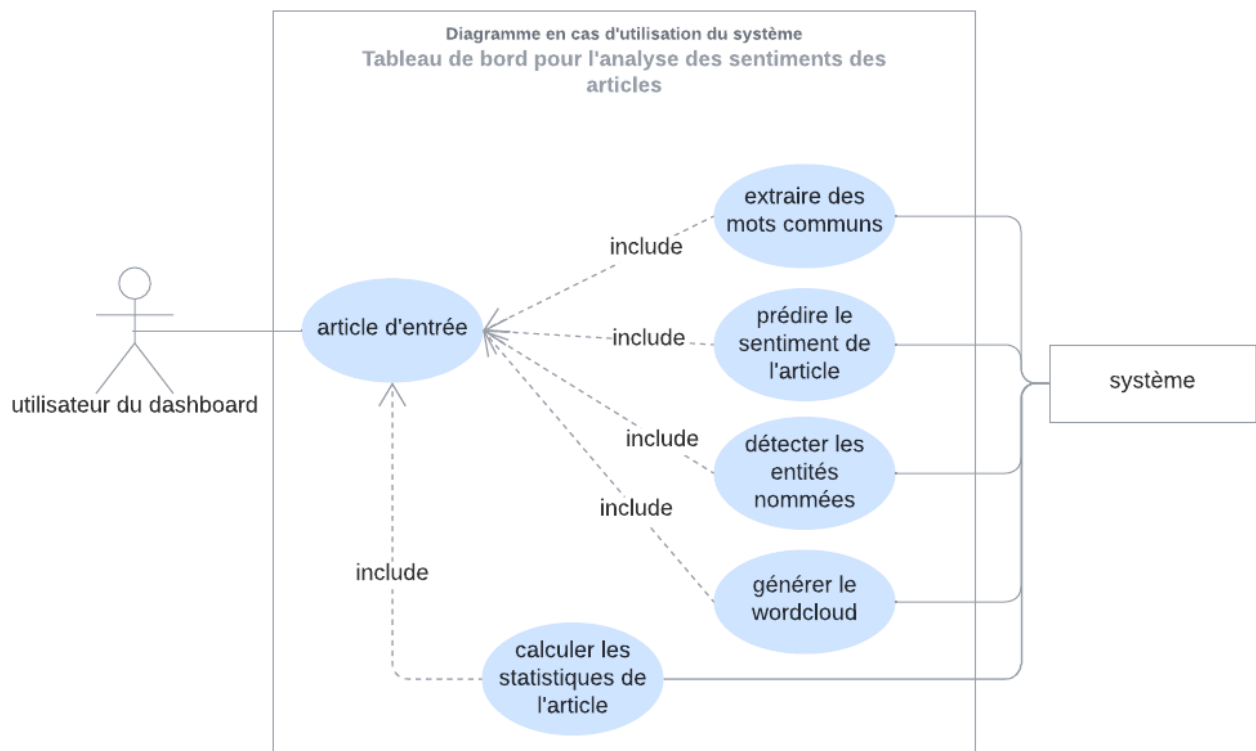 Diagramme en cas d'utilisation du système
Tableau de bord pour l'analyse des sentiments des
articles
extraire des
mots communs
include
article d'entrée
include
prédire le
sentiment de
l'article
système
utilisateur du dashboard
include
détecter les
entités
nommées
include
générer le
wordcloud
include
calculer les
statistiques de
l'article